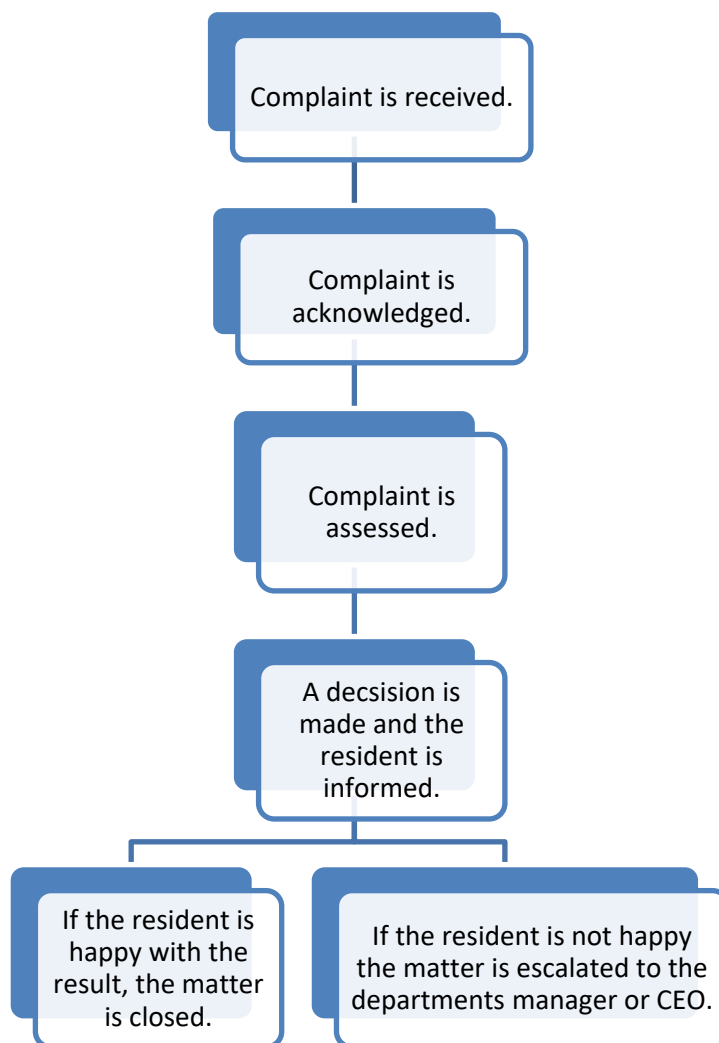 Complaint is received.
Complaint is
acknowledged.
Complaint is
assessed.
A decsision is
made and the
resident is
informed.
If the resident is
happy with the
result, the matter
is closed.
If the resident is not happy
the matter is escalated to the
departments manager or CEO.